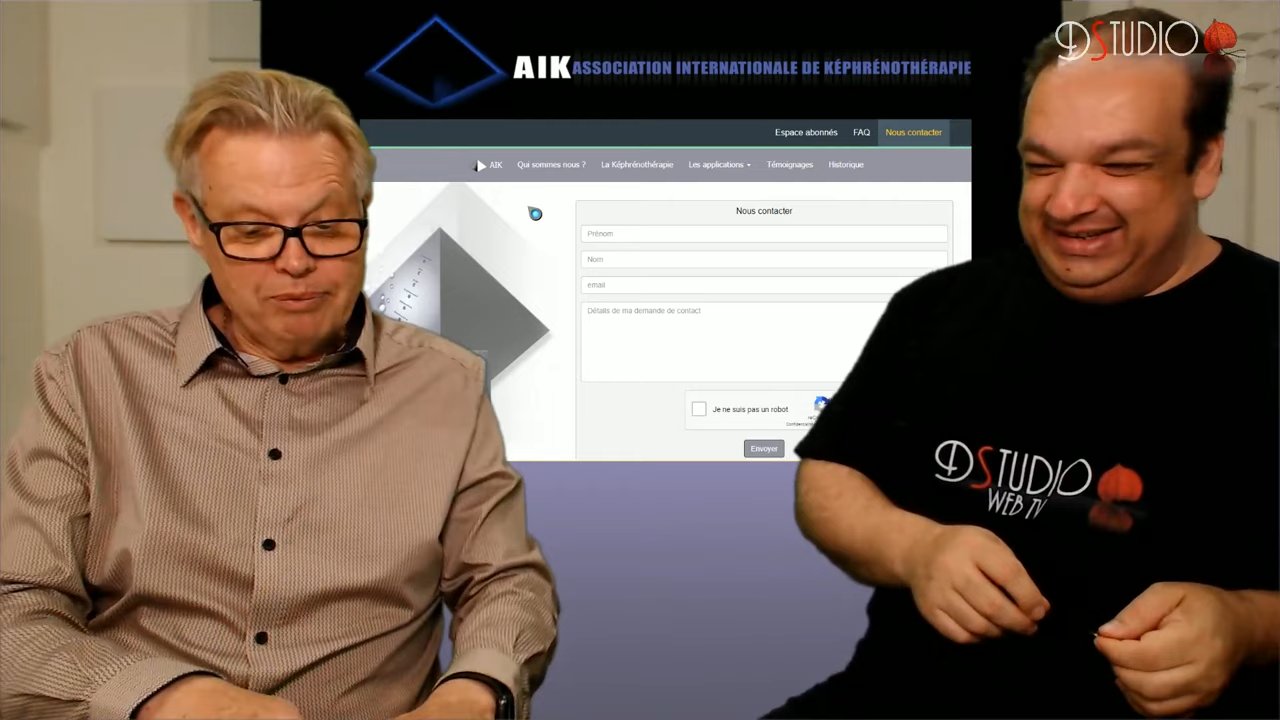 DSTUDIO
AIK ASSOCIATION INTERNATIONALE DE KÉPHRÉNOTHÉRAPIE
Espace abonnés FAQ Nous contacter
AIK Qui sommes nous ? La Képhrénothérapie Les applications Témoignages Historique
Nous contacter
Prénom
Nom
email
Détails de ma demande de contact
Je ne suis pas un robot
Envoyer
DSTUDIO
WEB TV